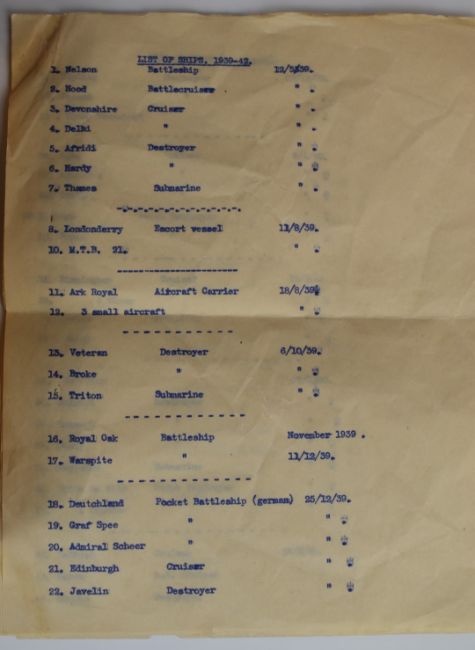 LIST OF SHIPS, 1939-42.
1. Nelson Battleship 12/5/39.
2. Hood Battlecruiser " .
3. Devonshire Cruiser " .
4. Delhi " " .
5. Afridi Destroyer " .
6. Hardy " " .
7. Thames Submarine " .
8. Londonderry Escort vessel 11/8/39.
10. M.T.B. 21. " .
11. Ark Royal Aircraft Carrier 18/8/39.
12. 3 small aircraft "
13. Veteran Destroyer 6/10/39.
14. Broke " "
15. Triton Submarine "
16. Royal Oak Battleship November 1939 .
17. Warspite " 11/12/39.
18. Deutchland Pocket Battleship (german) 25/12/39.
19. Graf Spee " "
20. Admiral Scheer " "
21. Edinburgh Cruiser "
22. Javelin Destroyer "